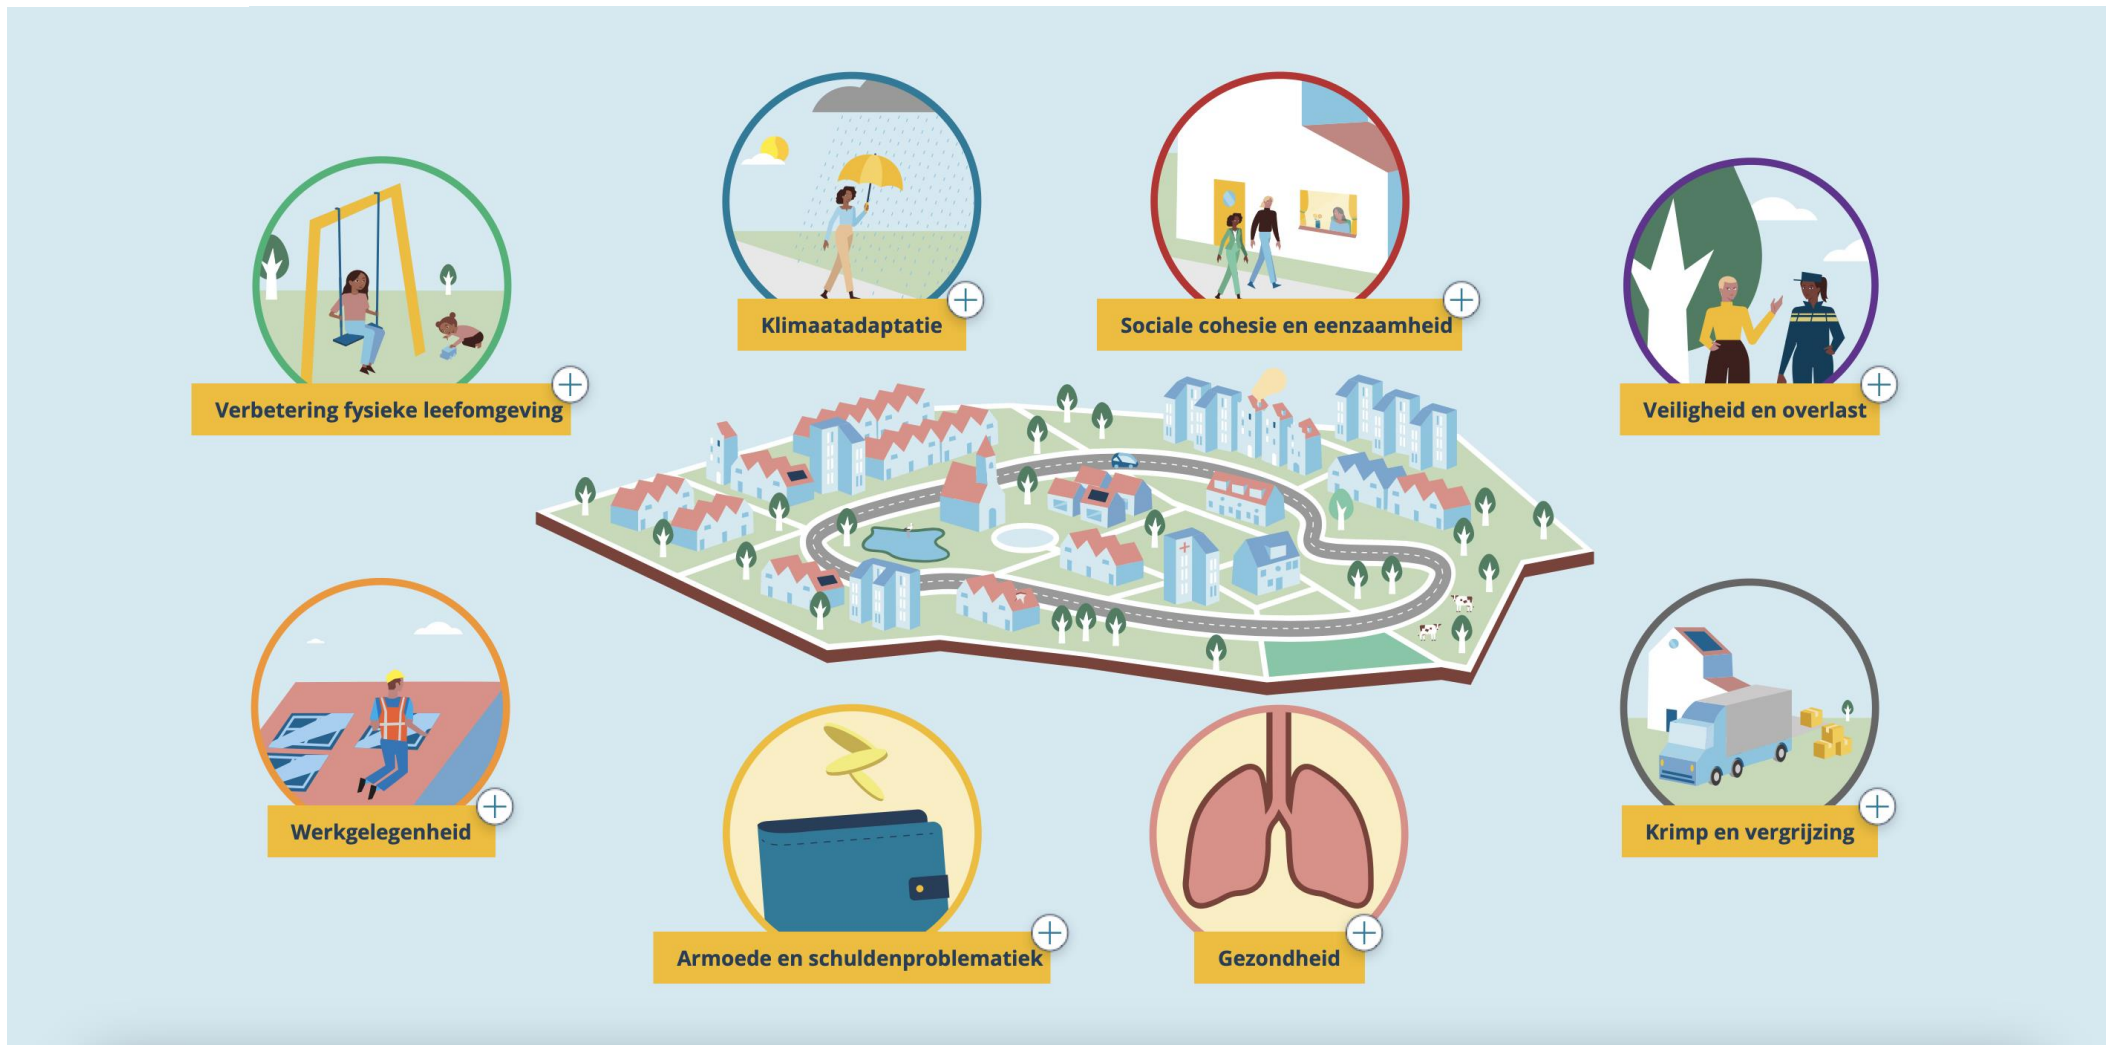 Klimaatadaptatie
Sociale cohesie en eenzaamheid
Verbetering fysieke leefomgeving
Veiligheid en overlast
Werkgelegenheid
Krimp en vergrijzing
Armoede en schuldenproblematiek
Gezondheid